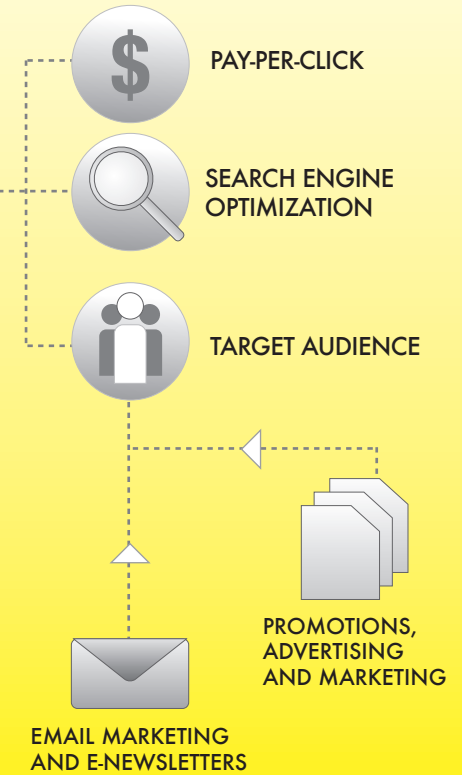 $
PAY-PER-CLICK
SEARCH ENGINE
OPTIMIZATION
TARGET AUDIENCE
PROMOTIONS,
ADVERTISING
AND MARKETING
EMAIL MARKETING
AND E-NEWSLETTERS